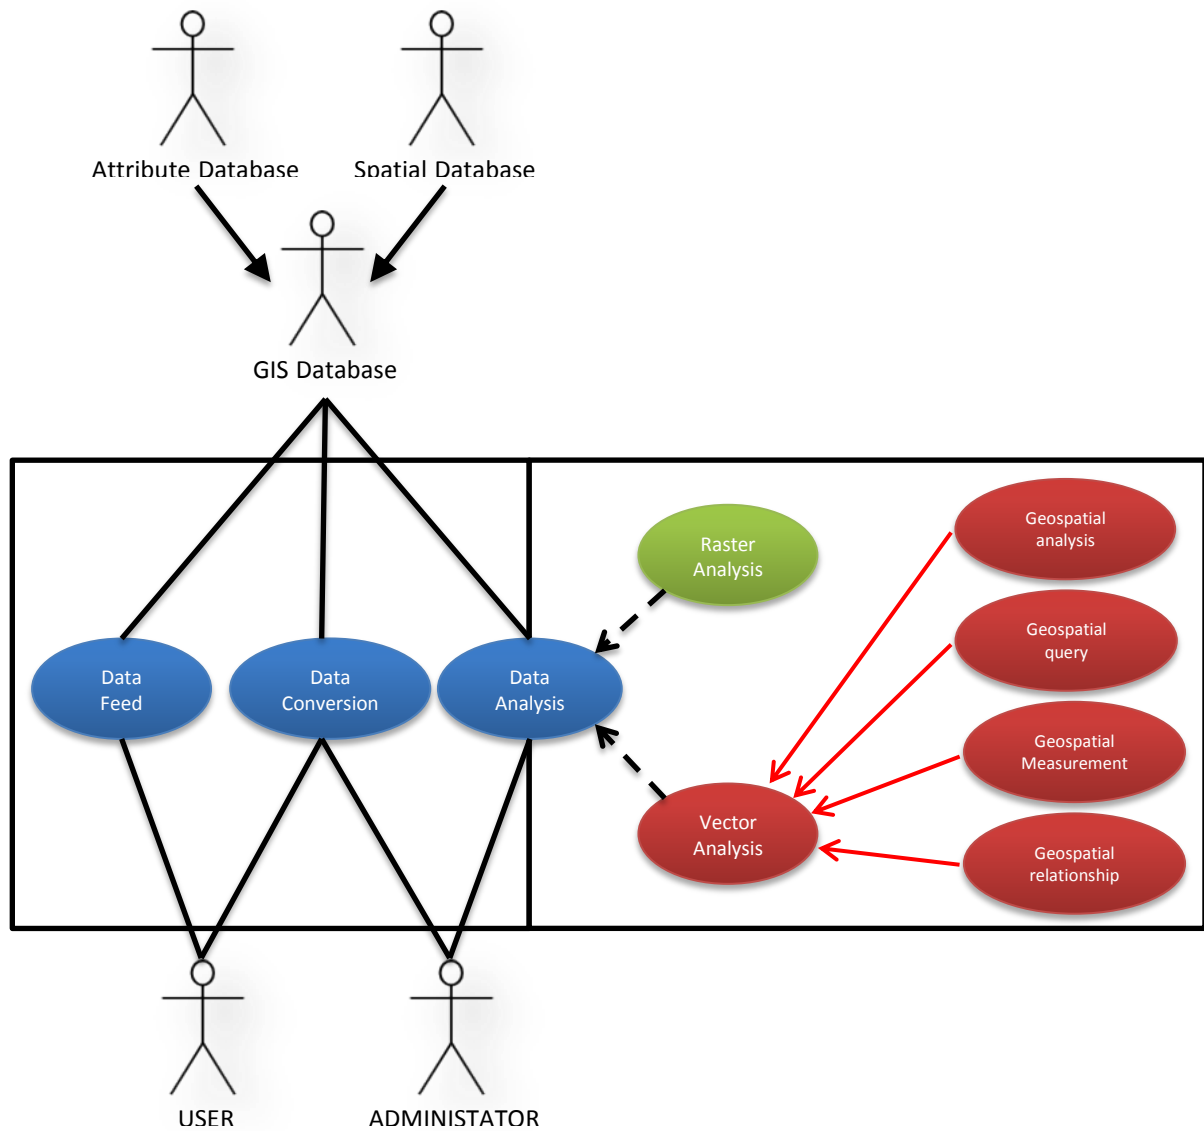 Attribute Database
Spatial Database
GIS Database
Raster
Analysis
Geospatial
analysis
Geospatial
query
Data
Feed
Data
Conversion
Data
Analysis
Geospatial
Measurement
Vector
Analysis
Geospatial
relationship
USER
ADMINISTATOR